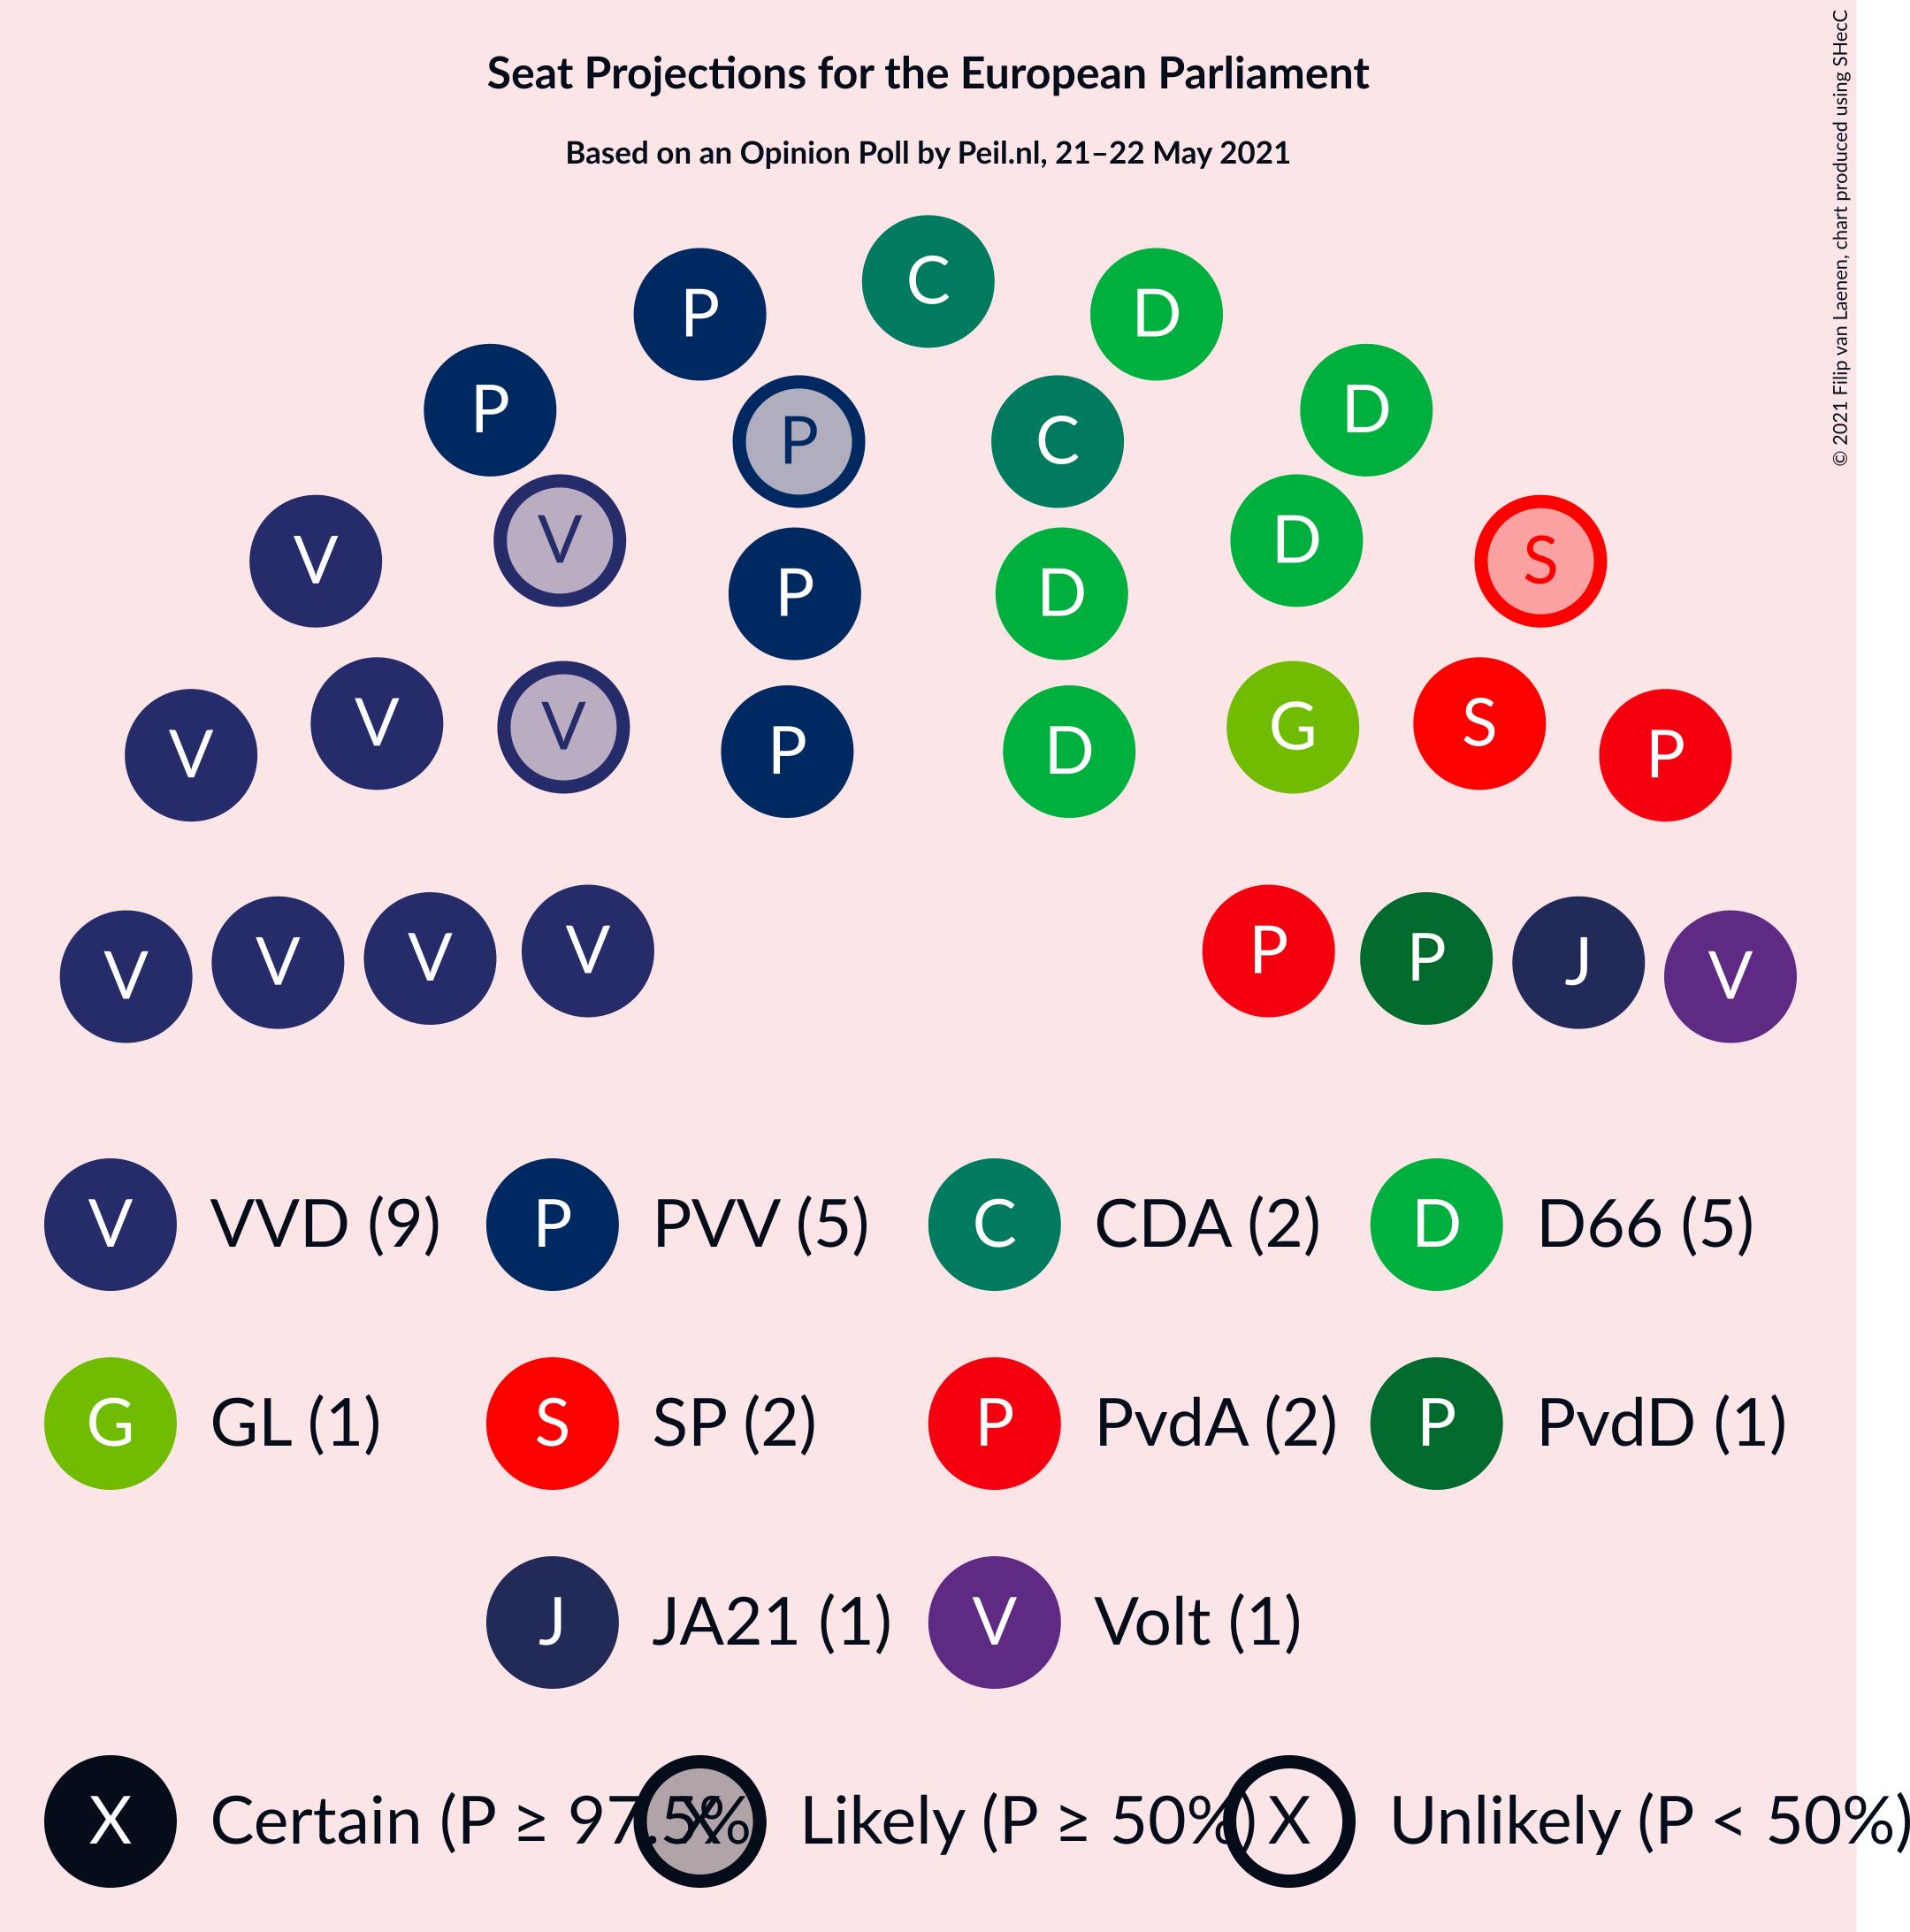 Seat Projections for the European Parliament
Based on an Opinion Poll by Peil.nl, 21–22 May 2021
© 2021 Filip van Laenen, chart produced using SHecC
C
P D
P D
P C
V D
V S
P D
V S
V G
P D
V P
V P
V P
V J
V V
V VVD (9) P PVV (5) C CDA (2) D D66 (5)
G GL (1) S SP (2) P PvdA (2) P PvdD (1)
J JA21 (1) V Volt (1)
X Certain (P ≥ 97.5% X Likely (P ≥ 50%) X Unlikely (P < 50%)